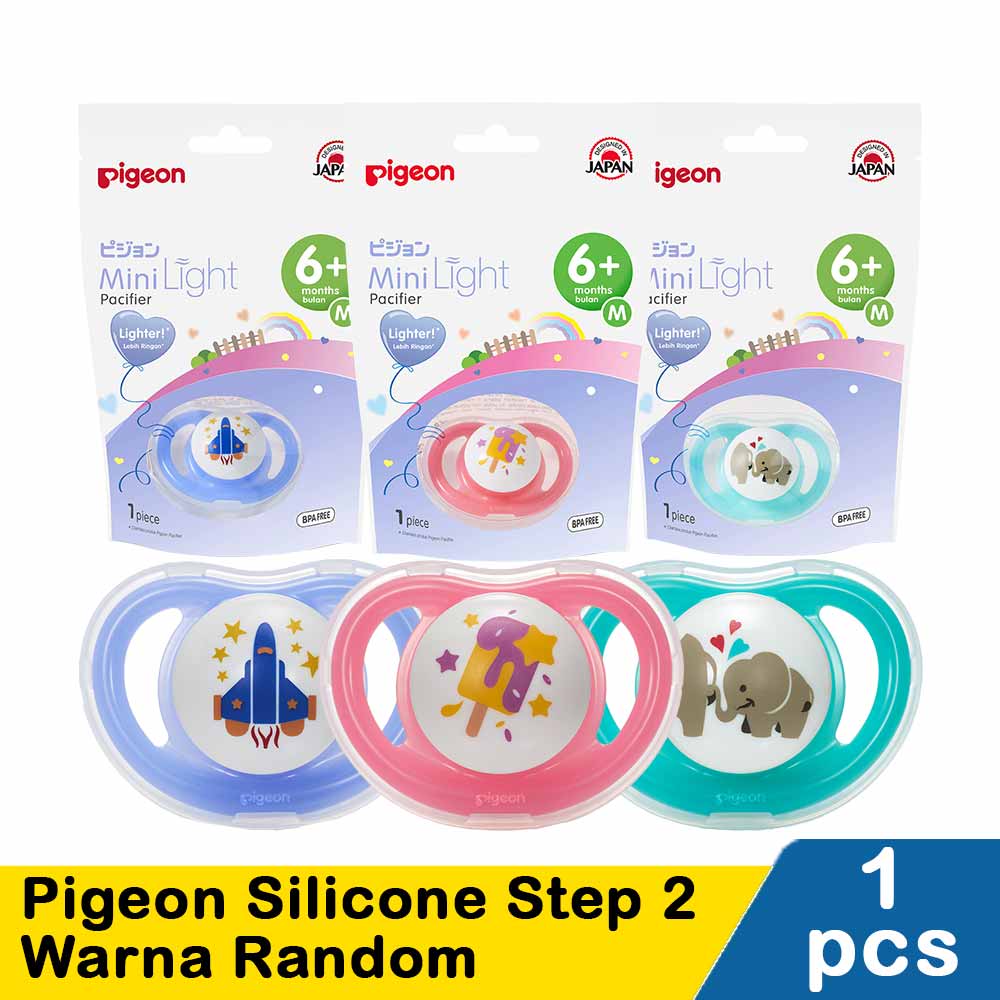 pigeon
DESIGNED IN
JAPAN
ピジョン
Mini Light
Pacifier
6+
months
bulan
M
Lighter!*
Lebih Ringan*
1 piece
BPA FREE
pigeon
DESIGNED IN
JAPAN
ピジョン
Mini Light
Pacifier
6+
months
bulan
M
Lighter!*
Lebih Ringan*
1 piece
BPA FREE
igeon
DESIGNED IN
JAPAN
ピジョン
ini Light
acifier
6+
months
bulan
M
Lighter!*
Lebih Ringan*
1 piece
BPA FREE
pigeon
pigeon
pigeon
Pigeon Silicone Step 2
Warna Random
1
pcs